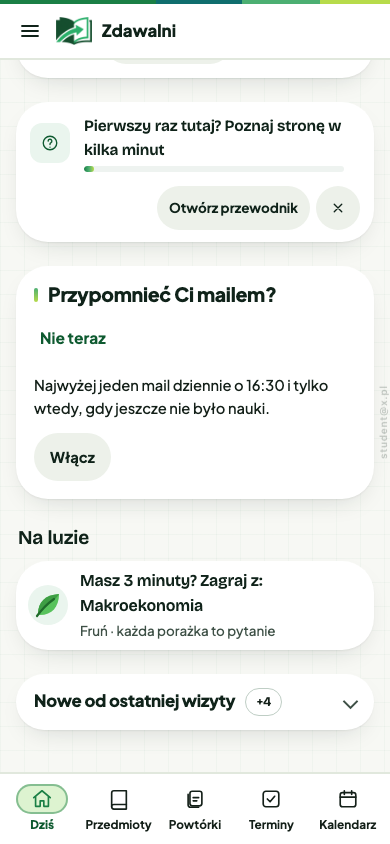 Zdawalni
Pierwszy raz tutaj? Poznaj stronę w
kilka minut
Otwórz przewodnik
Przypomnieć Ci mailem?
Nie teraz
Najwyżej jeden mail dziennie o 16:30 i tylko
wtedy, gdy jeszcze nie było nauki.
student@x.pl
Włącz
Na luzie
Masz 3 minuty? Zagraj z:
Makroekonomia
Fruń · każda porażka to pytanie
Nowe od ostatniej wizyty +4
Dziś Przedmioty Powtórki Terminy Kalendarz